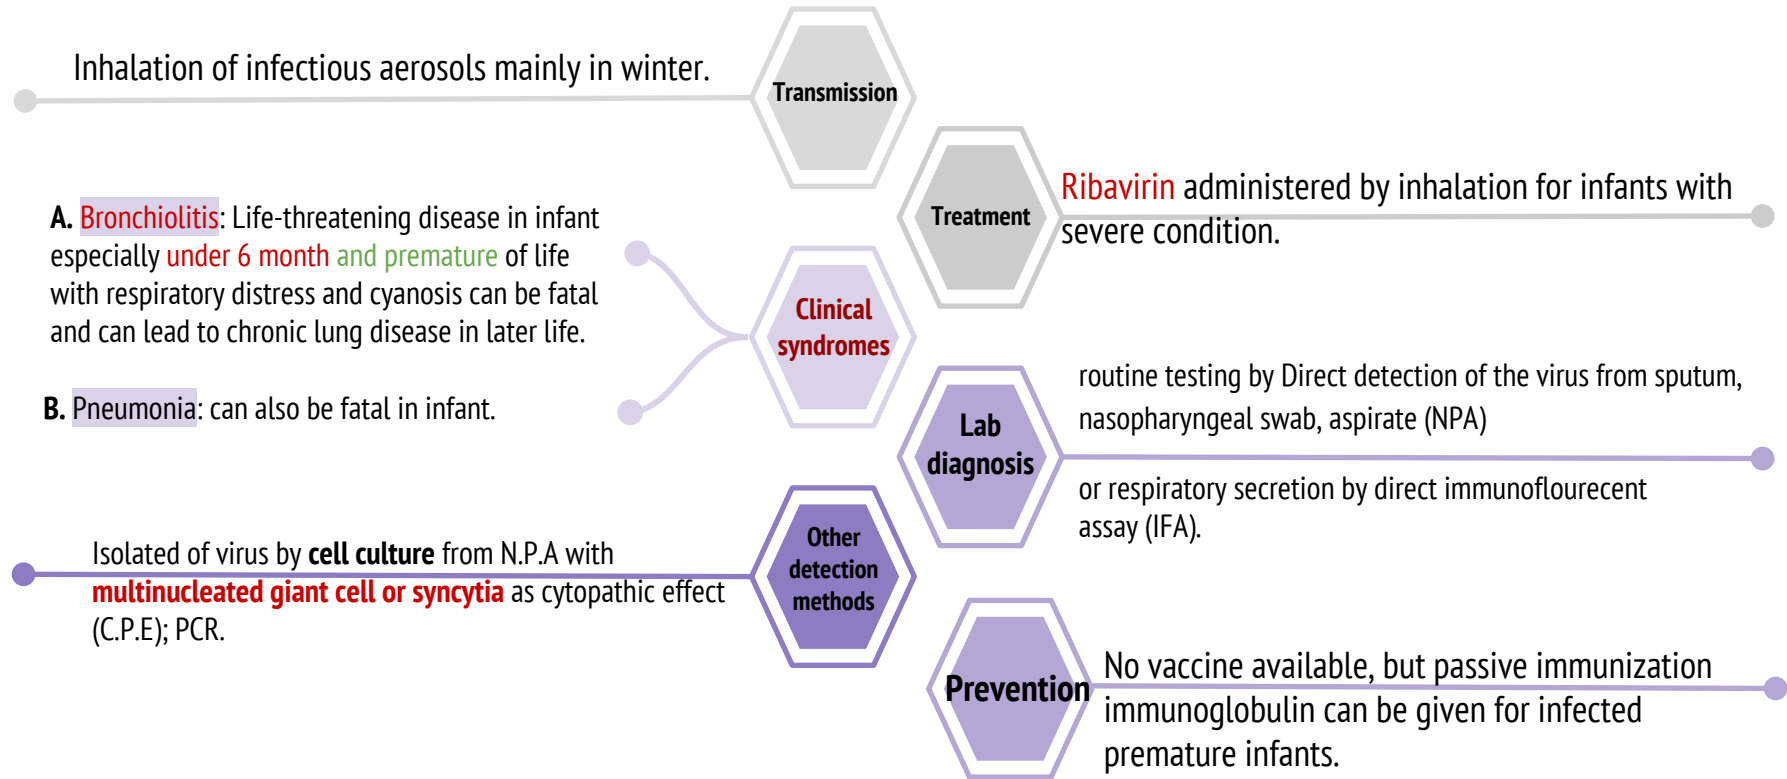 Inhalation of infectious aerosols mainly in winter.
Transmission
Treatment
Ribavirin administered by inhalation for infants with
severe condition.
A. Bronchiolitis: Life-threatening disease in infant
especially under 6 month and premature of life
with respiratory distress and cyanosis can be fatal
and can lead to chronic lung disease in later life.
B. Pneumonia: can also be fatal in infant.
Clinical
syndromes
Lab
diagnosis
routine testing by Direct detection of the virus from sputum,
nasopharyngeal swab, aspirate (NPA)
or respiratory secretion by direct immunoflourecent
assay (IFA).
Isolated of virus by cell culture from N.P.A with
multinucleated giant cell or syncytia as cytopathic effect
(C.P.E); PCR.
Other
detection
methods
Prevention
No vaccine available, but passive immunization
immunoglobulin can be given for infected
premature infants.